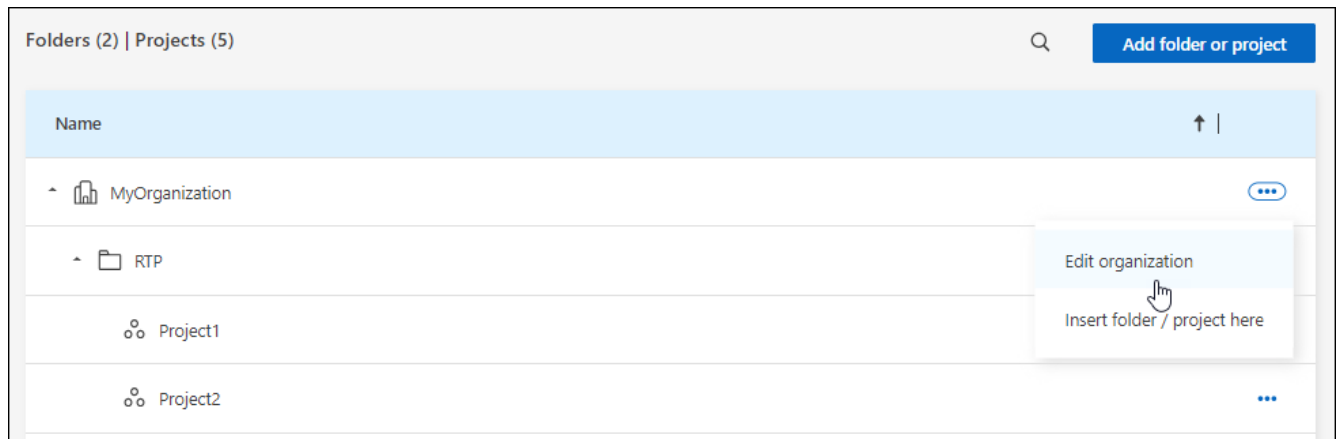 Folders (2) | Projects (5)
Add folder or project
Name
MyOrganization
RTP
Edit organization
Project1
Insert folder / project here
Project2